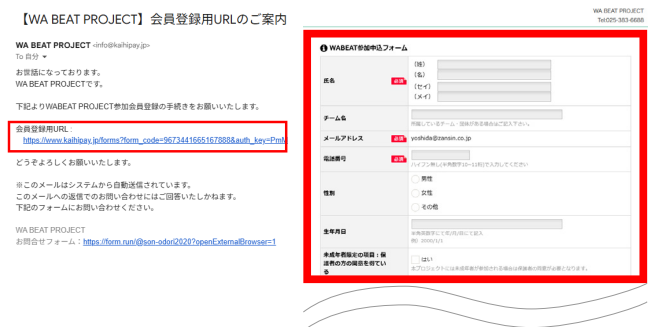 【WA BEAT PROJECT】会員登録用URLのご案内
WA BEAT PROJECT <info@kaihipay.jp>
To 自分
お世話になっております。
WA BEAT PROJECTです。
下記よりWABEAT PROJECT参加会員登録の手続きをお願いいたします。
会員登録用URL :
https://www.kaihipay.jp/forms?form_code=9673441665167888&auth_key=PmM
どうぞよろしくお願いいたします。
※このメールはシステムから自動送信されています。
このメールへの返信でのお問い合わせにはご回答いたしかねます。
下記のフォームにお問い合わせください。
WA BEAT PROJECT
お問合せフォーム：https://form.run/@son-odori2020?openExternalBrowser=1
WA BEAT PROJECT
Tel:025-383-6688
WABEAT参加申込フォーム
氏名 必須
(姓)
(名)
(セイ)
(メイ)
チーム名
所属しているチーム・団体がある場合はご記入下さい。
メールアドレス 必須 yoshida@zansin.co.jp
電話番号 必須
ハイフン無し(半角数字10~12桁)で入力してください
性別
男性
女性
その他
生年月日
※半角数字にて年/月/日にて記入
例）2000/1/1
未成年者限定の項目：保護者の方の同意を得ている
はい
本プロジェクトには未成年者が参加される場合は保護者の同意が必要となります。